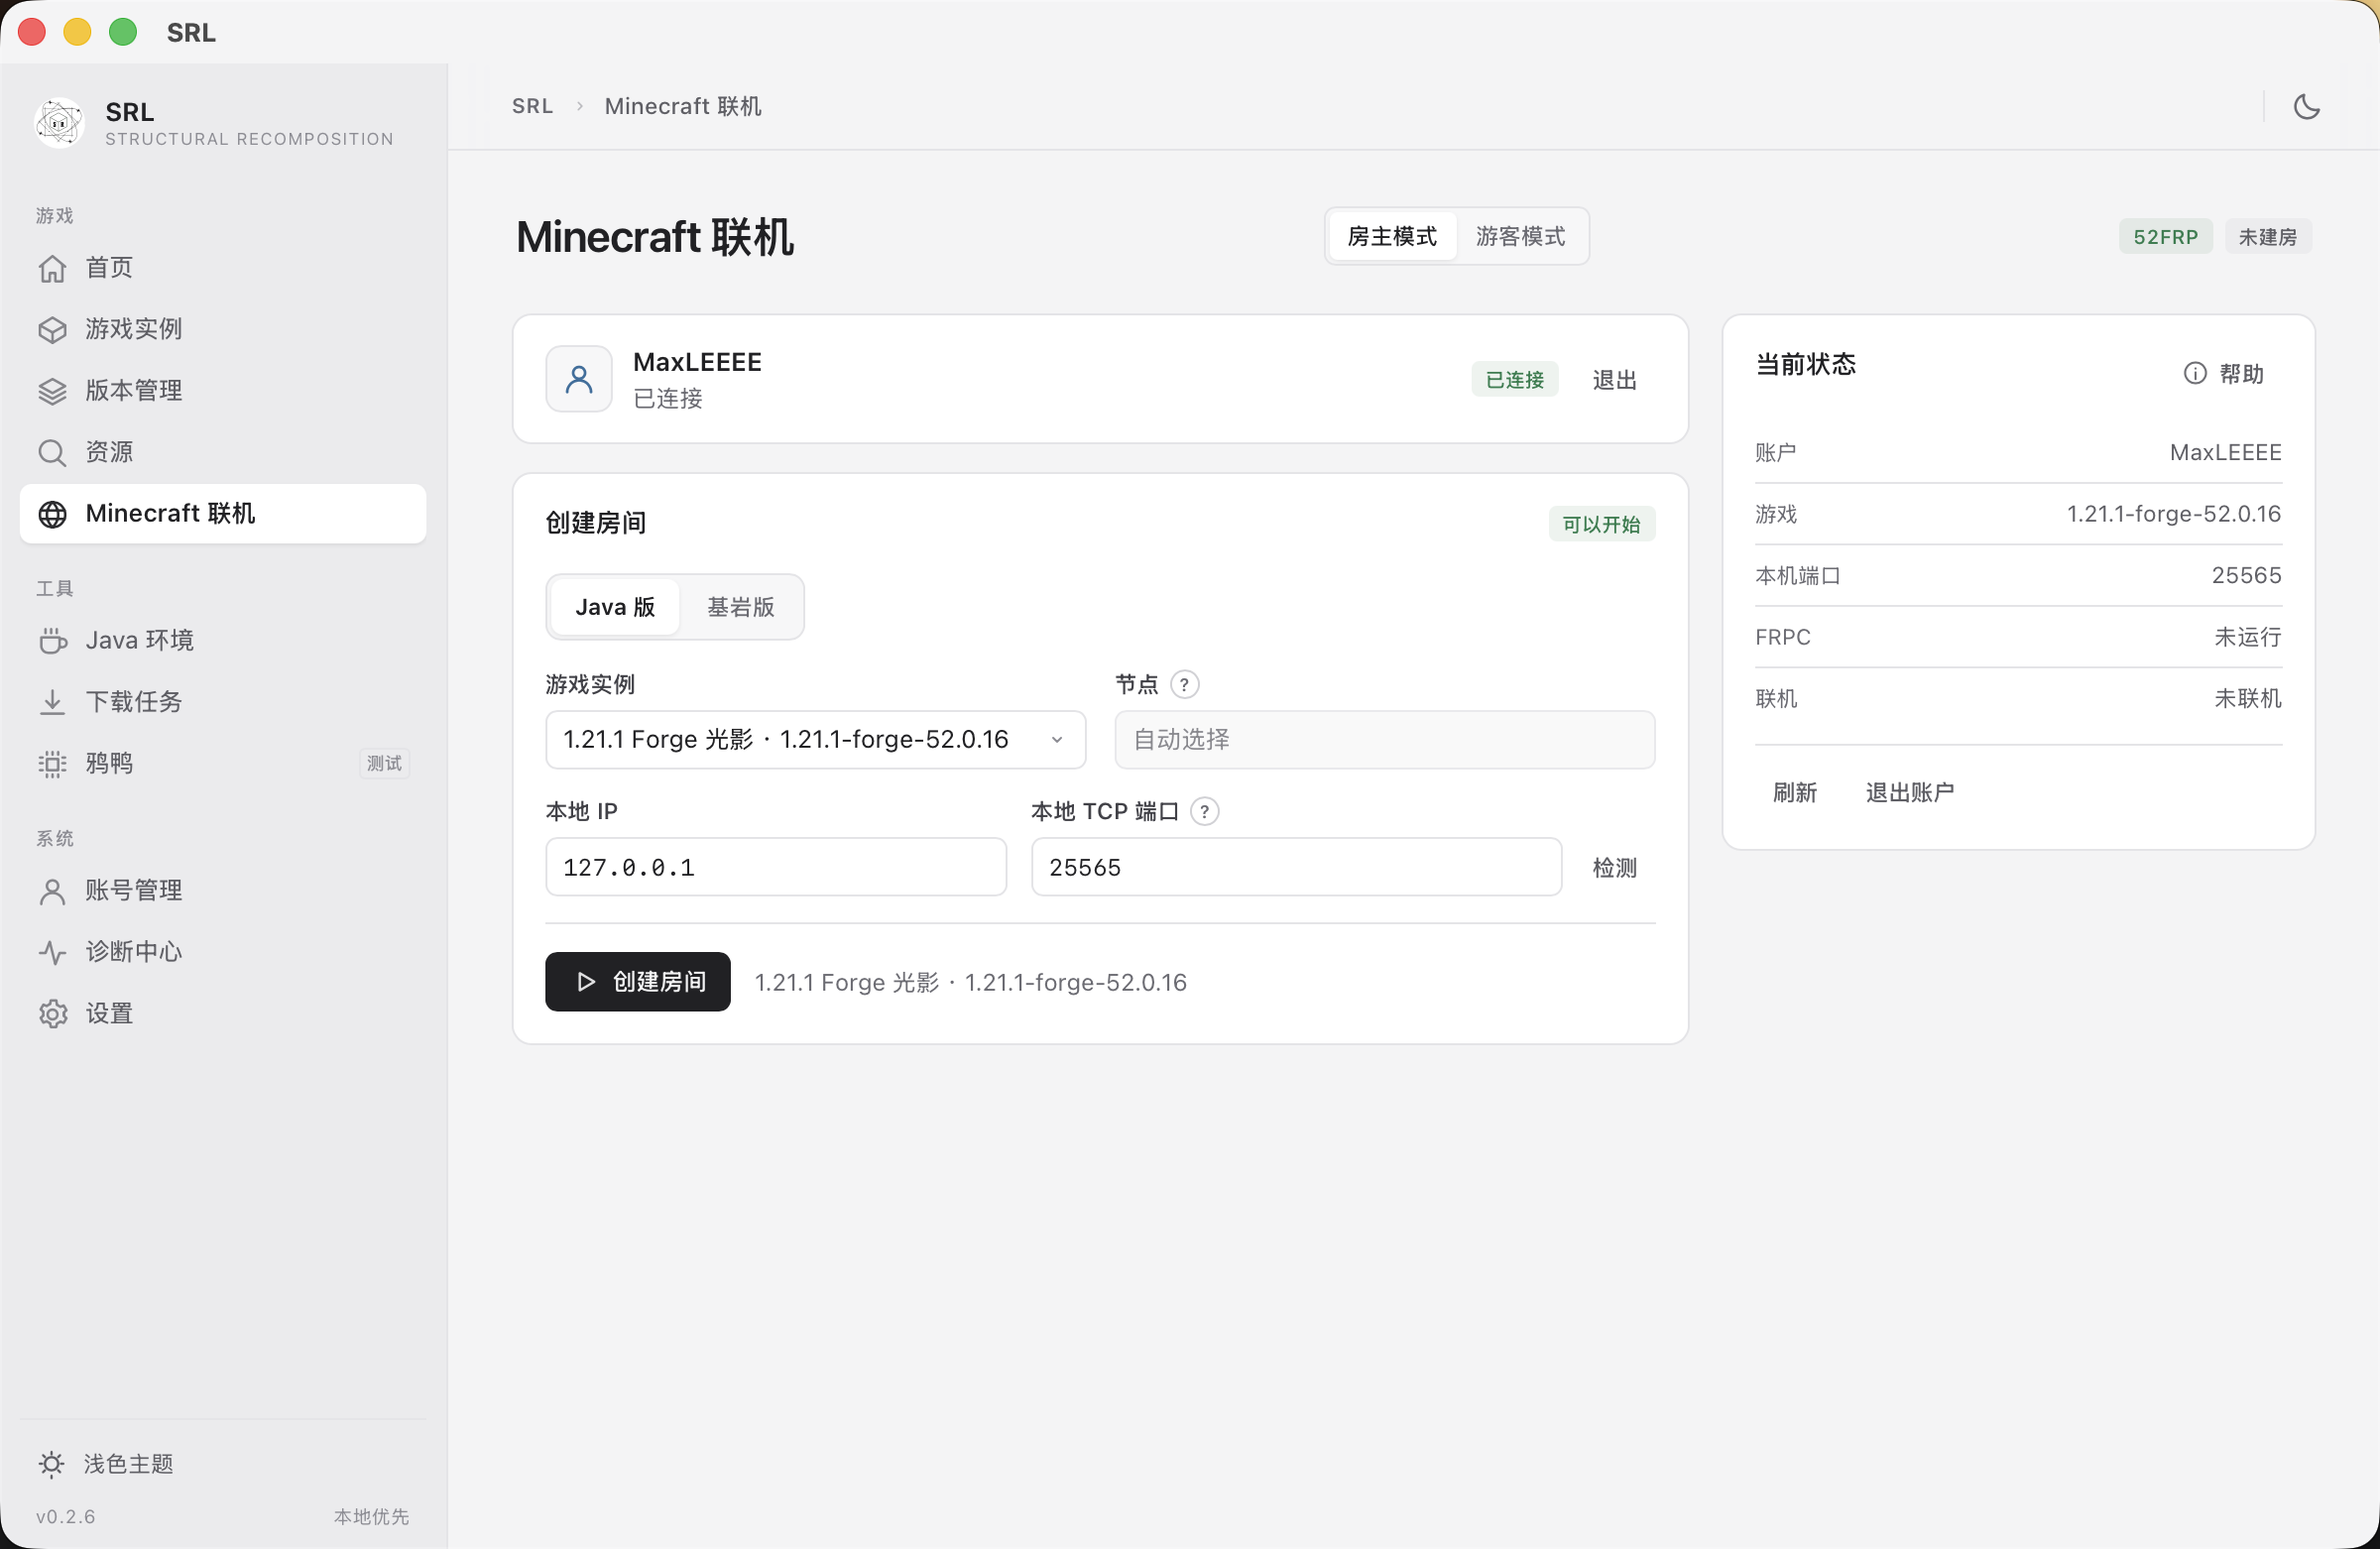 SRL
SRL
STRUCTURAL RECOMPOSITION
游戏
首页
游戏实例
版本管理
资源
Minecraft 联机
工具
Java 环境
下载任务
鸦鸭
测试
系统
账号管理
诊断中心
设置
浅色主题
v0.2.6
本地优先
SRL › Minecraft 联机
Minecraft 联机
房主模式
游客模式
52FRP
未建房
MaxLEEEE
已连接
已连接
退出
创建房间
可以开始
Java 版
基岩版
游戏实例
1.21.1 Forge 光影 · 1.21.1-forge-52.0.16
节点 ?
自动选择
本地 IP
127.0.0.1
本地 TCP 端口 ?
25565
检测
创建房间
1.21.1 Forge 光影 · 1.21.1-forge-52.0.16
当前状态
帮助
账户 MaxLEEEE
游戏 1.21.1-forge-52.0.16
本机端口 25565
FRPC 未运行
联机 未联机
刷新
退出账户